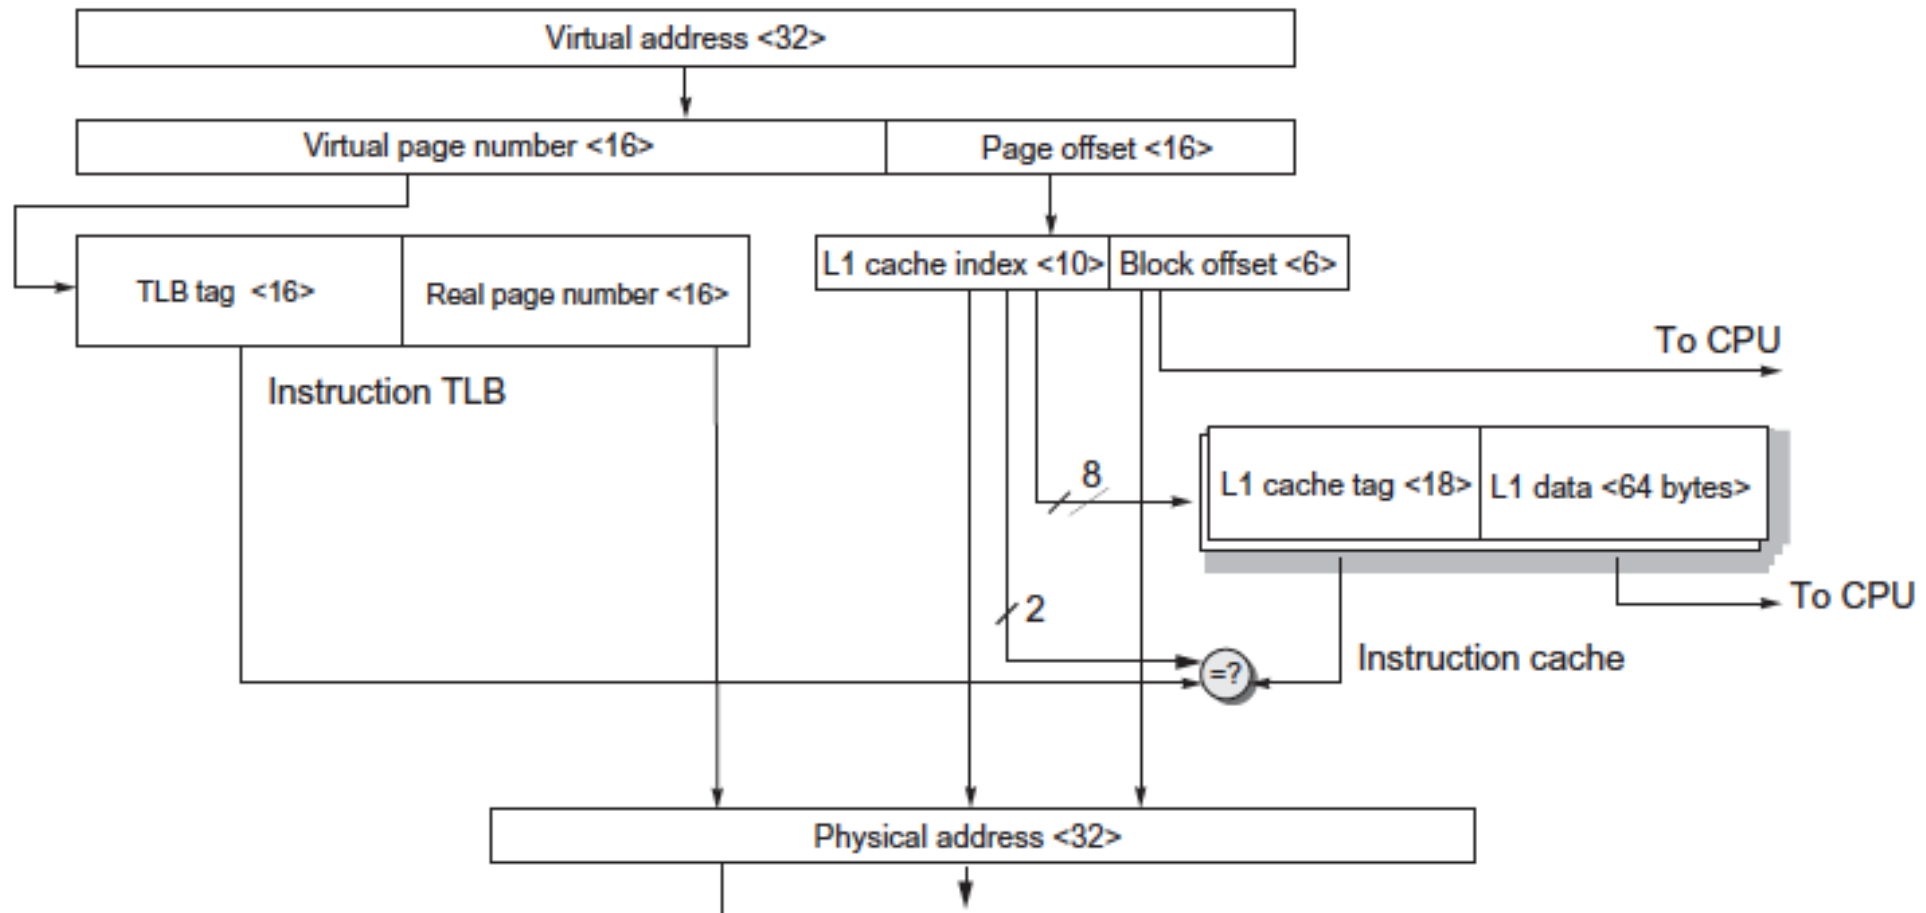 Virtual address <32>
Virtual page number <16>
Page offset <16>
TLB tag <16>
Real page number <16>
L1 cache index <10>
Block offset <6>
To CPU
Instruction TLB
8
L1 cache tag <18>
L1 data <64 bytes>
2
To CPU
Instruction cache
=?
Physical address <32>